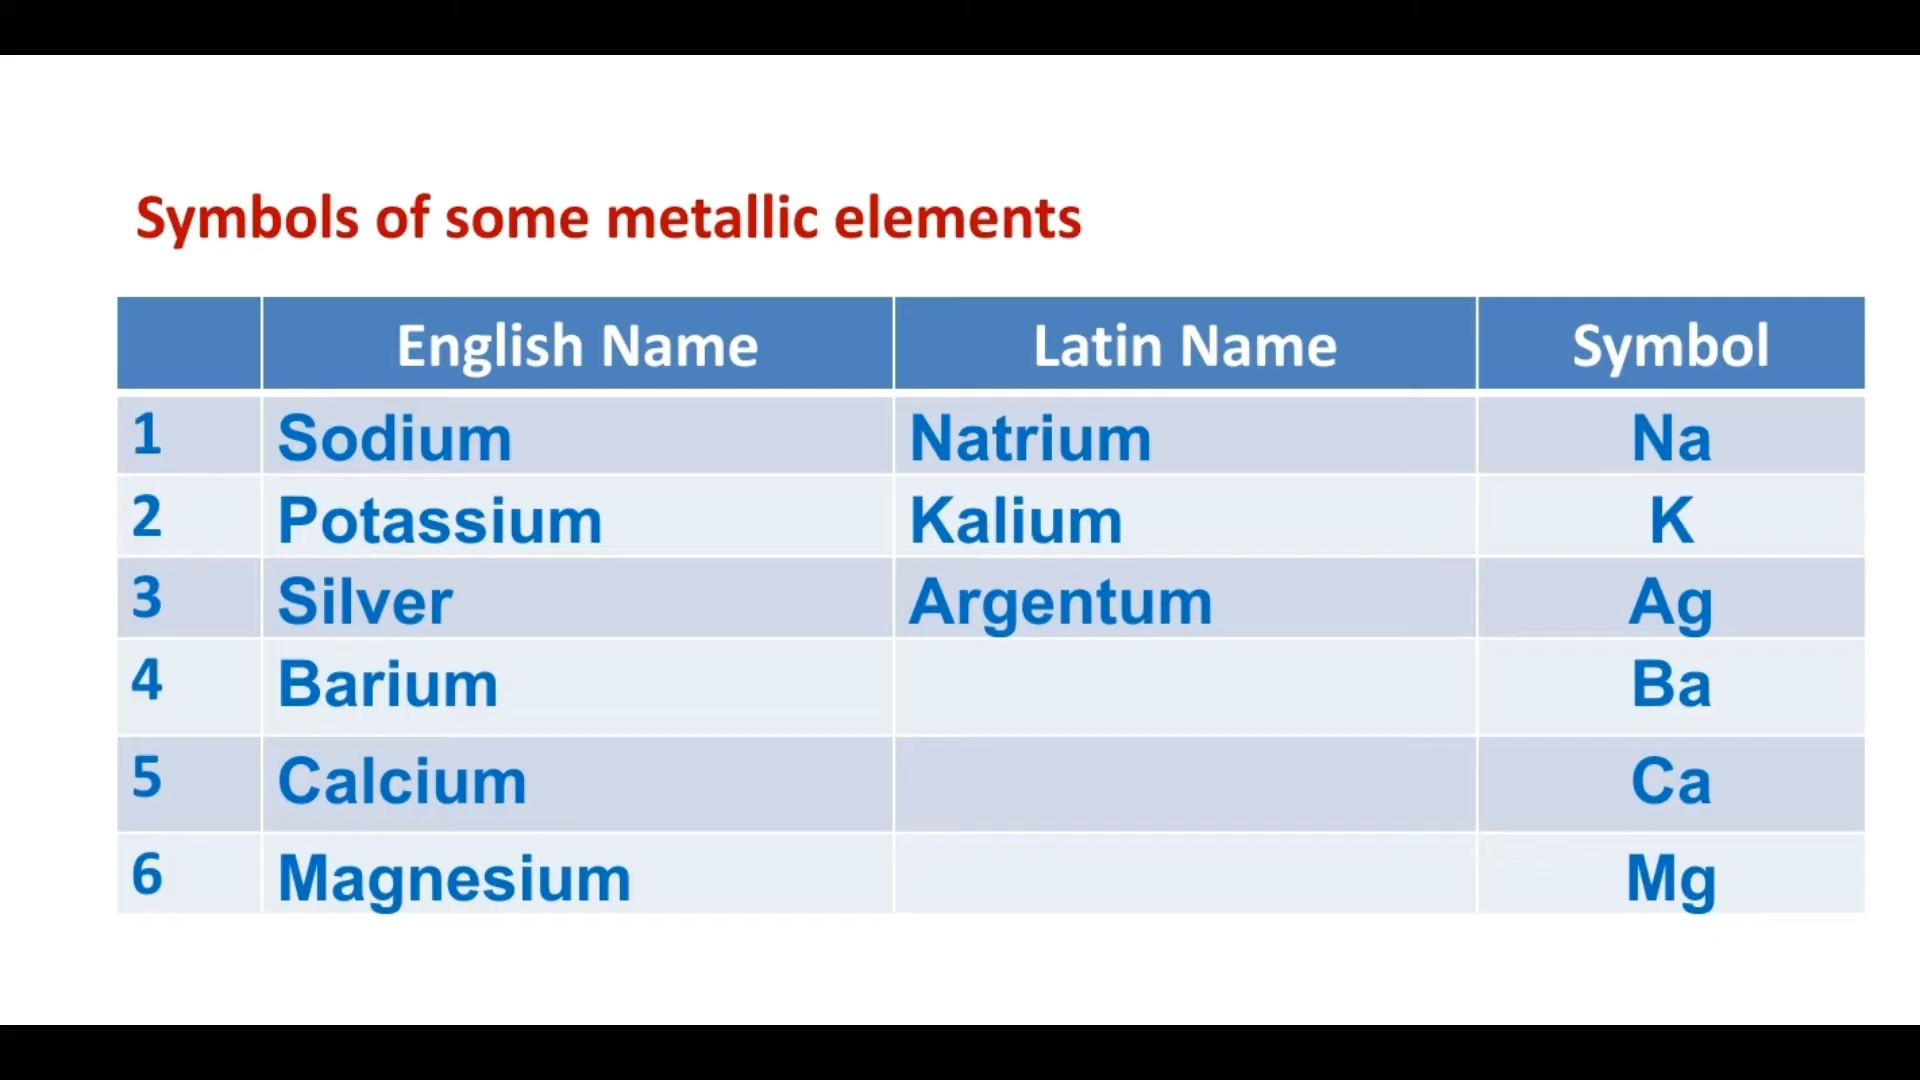 Symbols of some metallic elements
English Name Latin Name Symbol
1 Sodium Natrium Na
2 Potassium Kalium K
3 Silver Argentum Ag
4 Barium Ba
5 Calcium Ca
6 Magnesium Mg